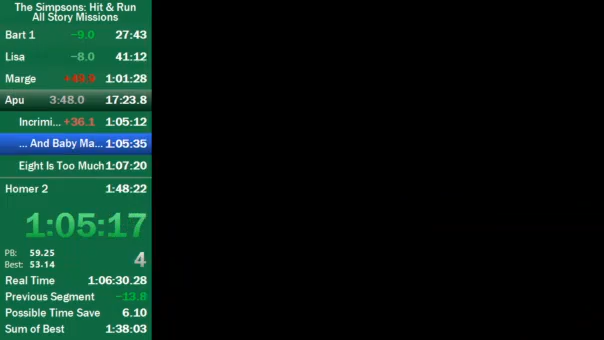 The Simpsons: Hit & Run
All Story Missions
Bart 1 −9.0 27:43
Lisa −8.0 41:12
Marge +49.9 1:01:28
Apu 3:48.0 17:23.8
Incrimi... +36.1 1:05:12
... And Baby Ma... 1:05:35
Eight Is Too Much 1:07:20
Homer 2 1:48:22
1:05:17
PB: 59.25
Best: 53.14
4
Real Time 1:06:30.28
Previous Segment −13.8
Possible Time Save 6.10
Sum of Best 1:38:03